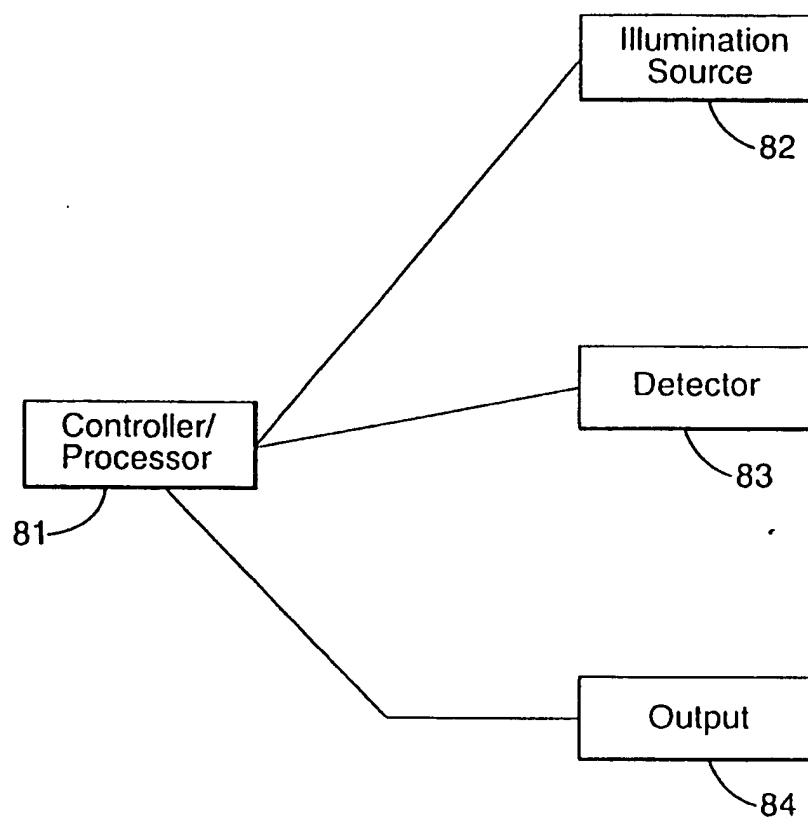 Illumination
Source
82
Detector
83
Controller/
Processor
81
Output
84